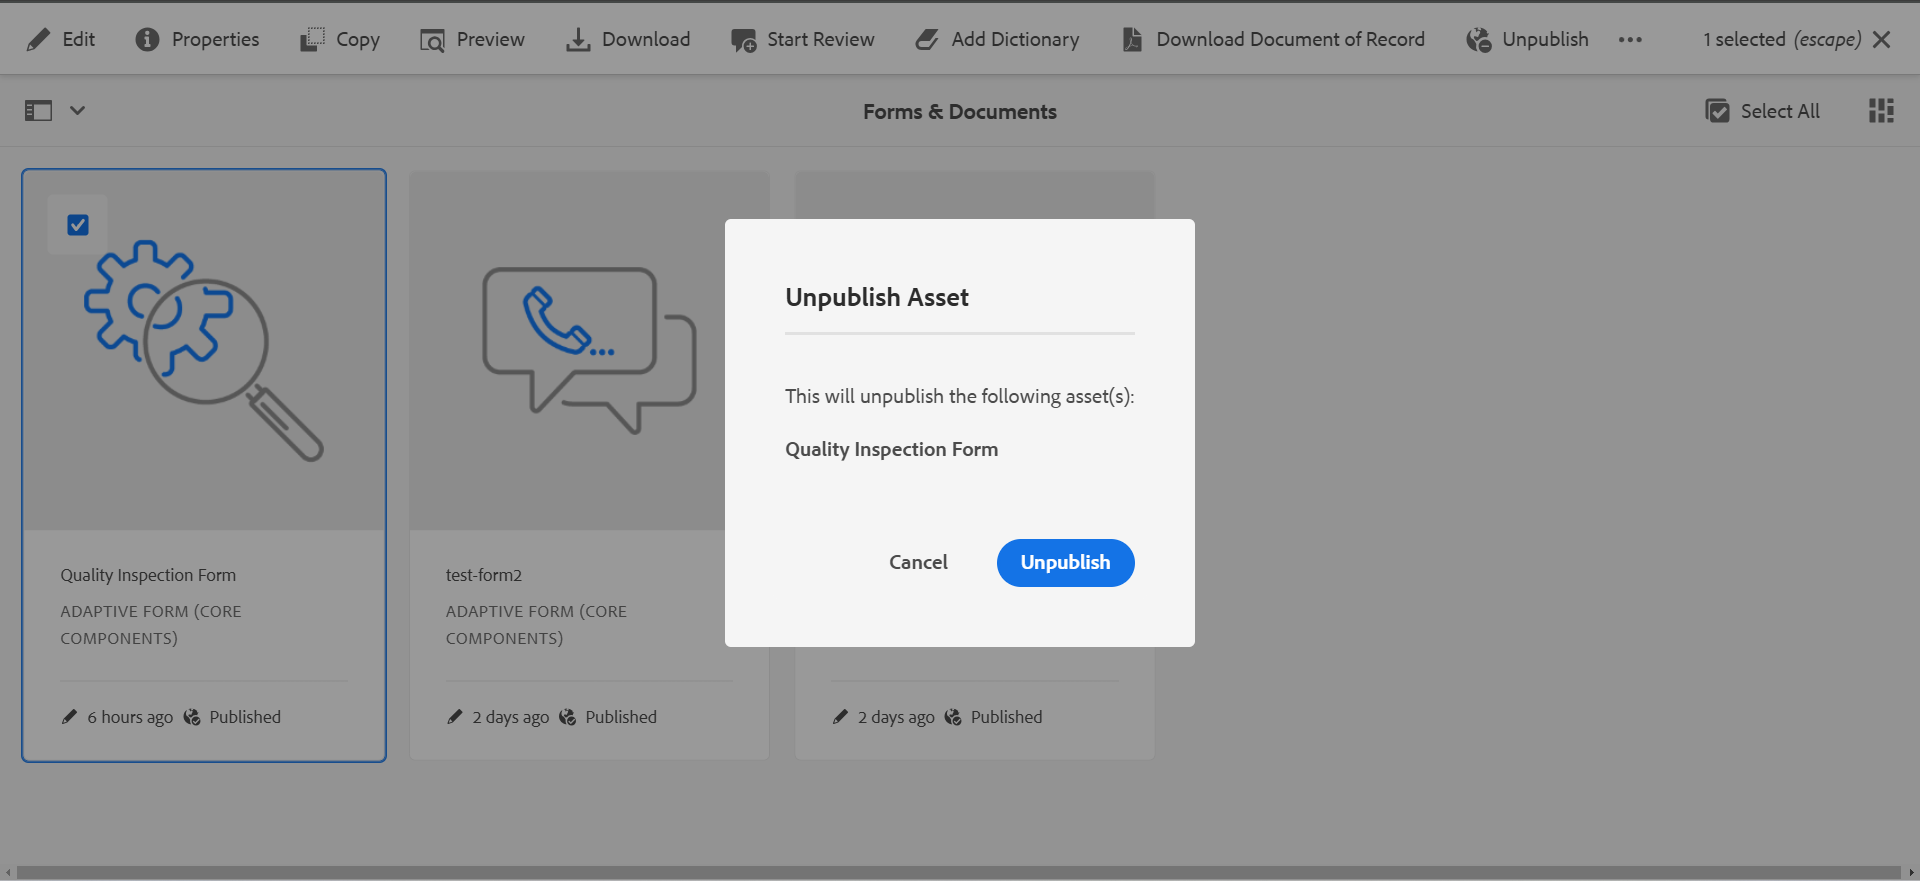 Edit Properties Copy Preview Download Start Review Add Dictionary Download Document of Record Unpublish 1 selected (escape)
Forms & Documents
Select All
Unpublish Asset
This will unpublish the following asset(s):
Quality Inspection Form
Cancel Unpublish
Quality Inspection Form
ADAPTIVE FORM (CORE
COMPONENTS)
6 hours ago Published
test-form2
ADAPTIVE FORM (CORE
COMPONENTS)
2 days ago Published
2 days ago Published